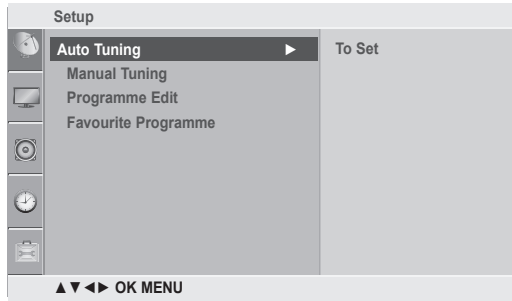 Setup
Auto Tuning ► To Set
Manual Tuning
Programme Edit
Favourite Programme
▲▼◄► OK MENU